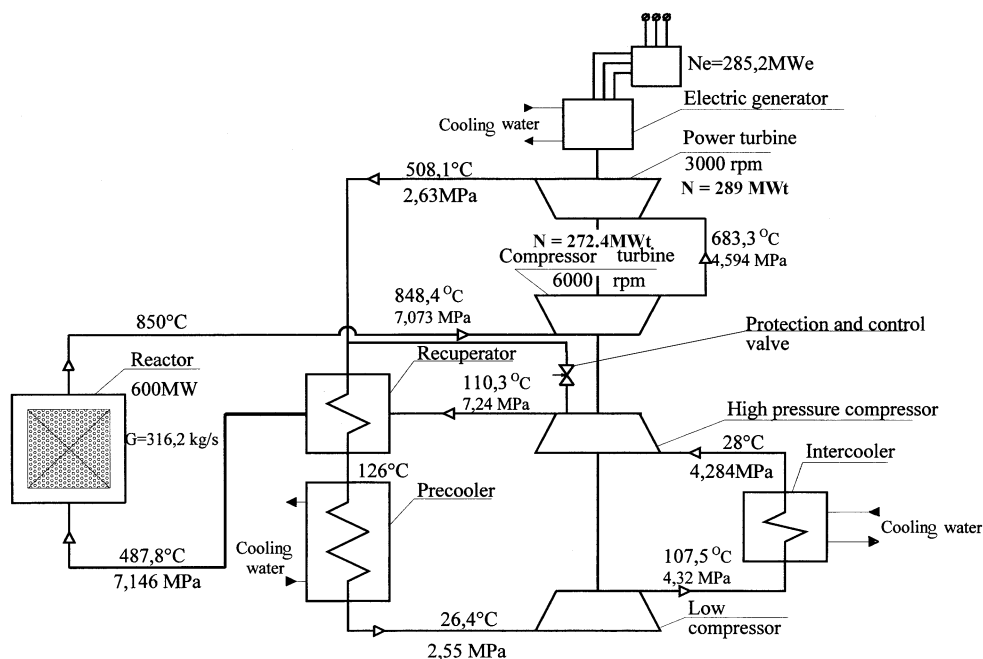 Ne=285,2MWe
Electric generator
Cooling water
Power turbine
3000 rpm
N = 289 MWt
508,1°C
2,63MPa
683,3 °C
4,594 MPa
N = 272.4MWt
Compressor turbine
6000 rpm
848,4 °C
7,073 MPa
850°C
Protection and control
valve
Reactor
600MW
G=316,2 kg/s
Recuperator
110,3 °C
7,24 MPa
High pressure compressor
28°C
4,284MPa
Intercooler
126°C
Precooler
Cooling
water
Cooling water
487,8°C
7,146 MPa
107,5 °C
4,32 MPa
26,4°C
2,55 MPa
Low
compressor